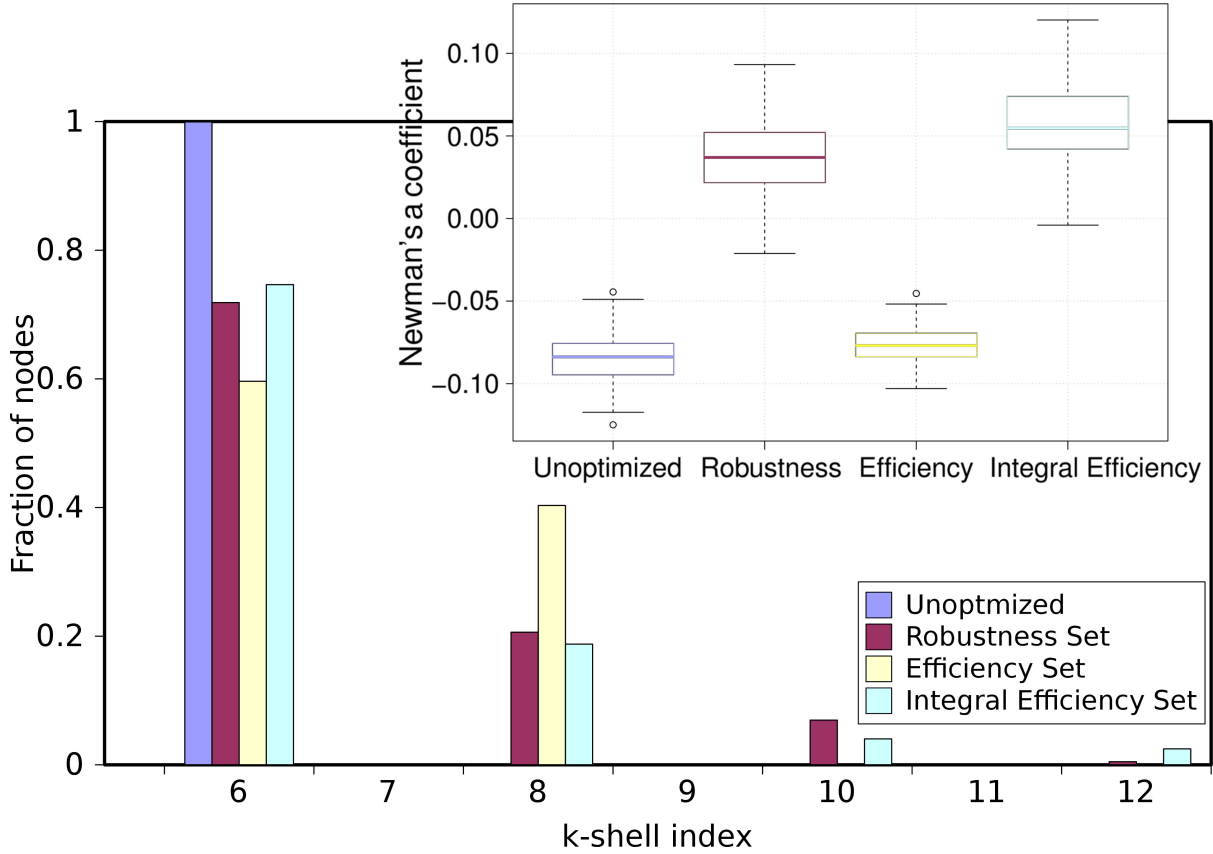 Newman's a coefficient
0.10
0.05
0.00
−0.05
−0.10
Unoptimized Robustness Efficiency Integral Efficiency
Fraction of nodes
1
0.8
0.6
0.4
0.2
0
6 7 8 9 10 11 12
k-shell index
Unoptmized
Robustness Set
Efficiency Set
Integral Efficiency Set